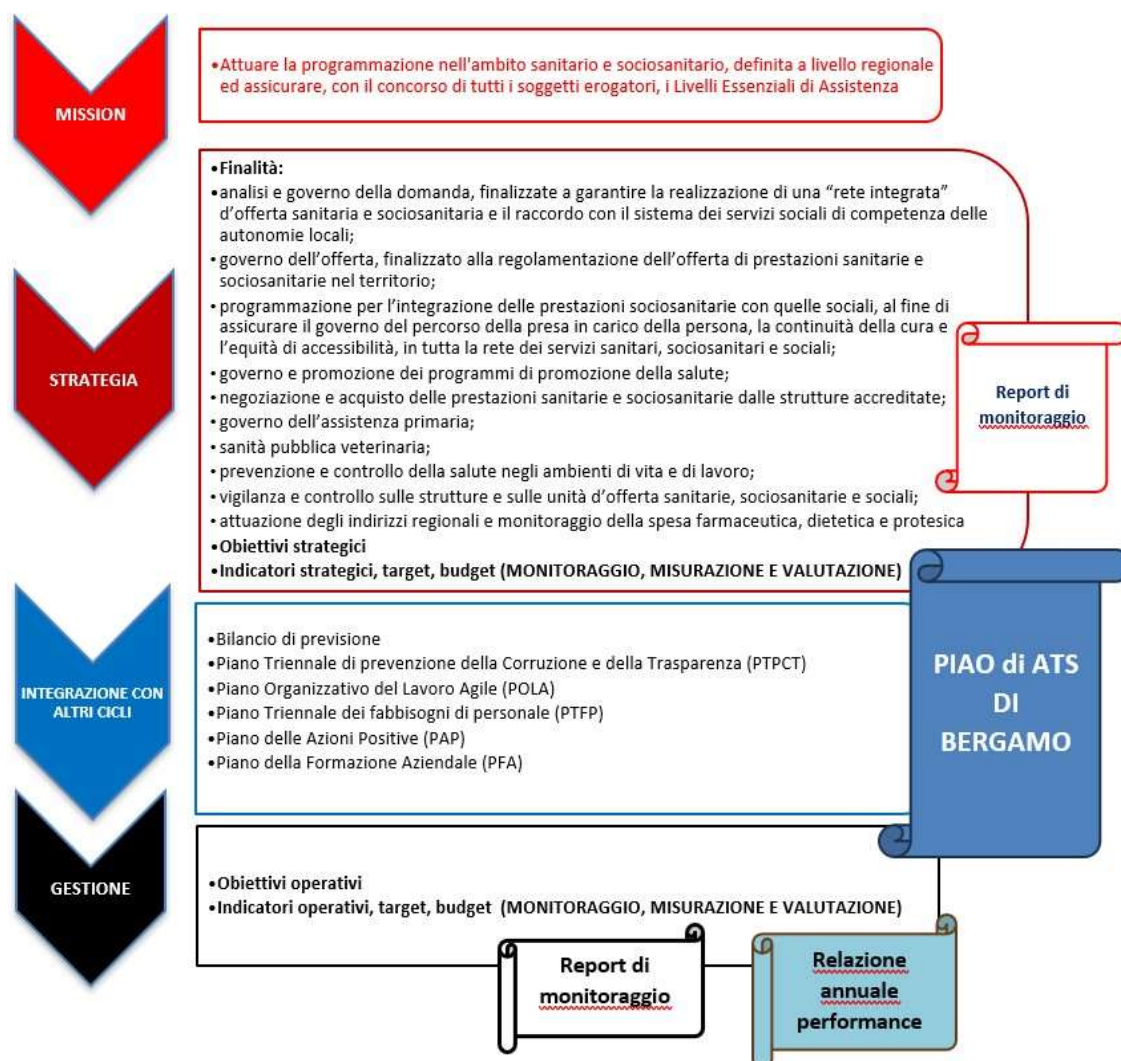 MISSION
•Attuare la programmazione nell'ambito sanitario e sociosanitario, definita a livello regionale
ed assicurare, con il concorso di tutti i soggetti erogatori, i Livelli Essenziali di Assistenza
STRATEGIA
•Finalità:
•analisi e governo della domanda, finalizzate a garantire la realizzazione di una “rete integrata”
d’offerta sanitaria e sociosanitaria e il raccordo con il sistema dei servizi sociali di competenza delle
autonomie locali;
•governo dell’offerta, finalizzato alla regolamentazione dell’offerta di prestazioni sanitarie e
sociosanitarie nel territorio;
•programmazione per l’integrazione delle prestazioni sociosanitarie con quelle sociali, al fine di
assicurare il governo del percorso della presa in carico della persona, la continuità della cura e
l’equità di accessibilità, in tutta la rete dei servizi sanitari, sociosanitari e sociali;
•governo e promozione dei programmi di promozione della salute;
•negoziazione e acquisto delle prestazioni sanitarie e sociosanitarie dalle strutture accreditate;
•governo dell’assistenza primaria;
•sanità pubblica veterinaria;
•prevenzione e controllo della salute negli ambienti di vita e di lavoro;
•vigilanza e controllo sulle strutture e sulle unità d’offerta sanitarie, sociosanitarie e sociali;
•attuazione degli indirizzi regionali e monitoraggio della spesa farmaceutica, dietetica e protesica
•Obiettivi strategici
•Indicatori strategici, target, budget (MONITORAGGIO, MISURAZIONE E VALUTAZIONE)
Report di
monitoraggio
INTEGRAZIONE CON
ALTRI CICLI
•Bilancio di previsione
•Piano Triennale di prevenzione della Corruzione e della Trasparenza (PTPCT)
•Piano Organizzativo del Lavoro Agile (POLA)
•Piano Triennale dei fabbisogni di personale (PTFP)
•Piano delle Azioni Positive (PAP)
•Piano della Formazione Aziendale (PFA)
PIAO di ATS
DI
BERGAMO
GESTIONE
•Obiettivi operativi
•Indicatori operativi, target, budget (MONITORAGGIO, MISURAZIONE E VALUTAZIONE)
Report di
monitoraggio
Relazione
annuale
performance